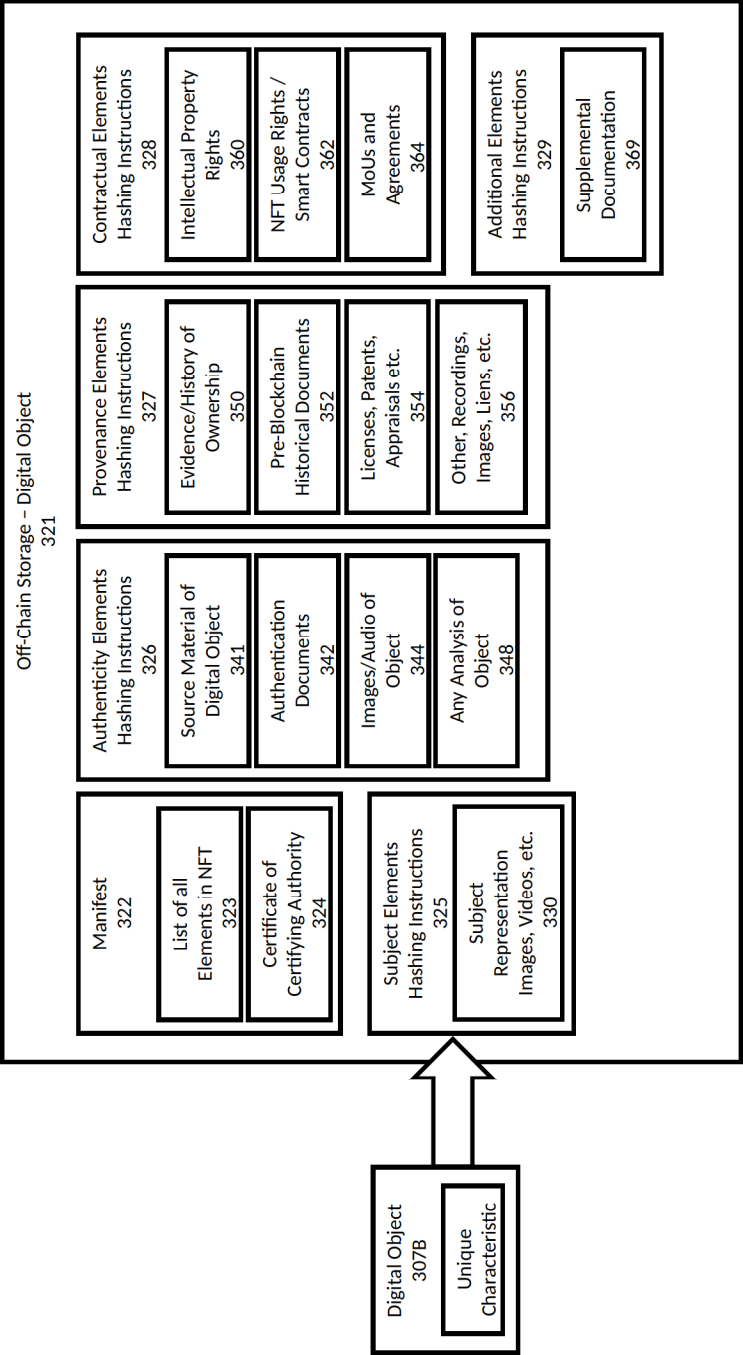 Off-Chain Storage – Digital Object
321
Manifest
322
List of all
Elements in NFT
323
Certificate of
Certifying Authority
324
Subject Elements
Hashing Instructions
325
Subject
Representation
Images, Videos, etc.
330
Authenticity Elements
Hashing Instructions
326
Source Material of
Digital Object
341
Authentication
Documents
342
Images/Audio of
Object
344
Any Analysis of
Object
348
Provenance Elements
Hashing Instructions
327
Evidence/History of
Ownership
350
Pre-Blockchain
Historical Documents
352
Licenses, Patents,
Appraisals etc.
354
Other, Recordings,
Images, Liens, etc.
356
Contractual Elements
Hashing Instructions
328
Intellectual Property
Rights
360
NFT Usage Rights /
Smart Contracts
362
MoUs and
Agreements
364
Additional Elements
Hashing Instructions
329
Supplemental
Documentation
369
Digital Object
307B
Unique
Characteristic